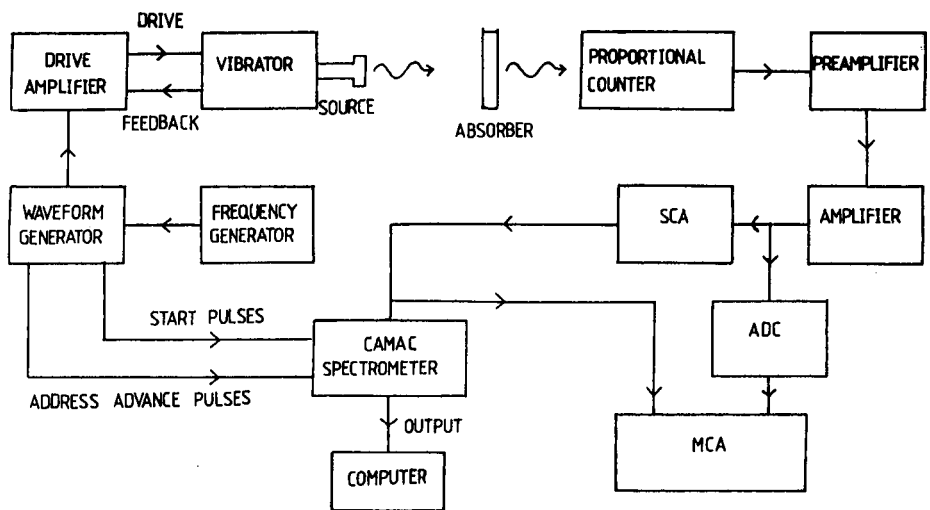 DRIVE
DRIVE
AMPLIFIER
VIBRATOR
FEEDBACK
SOURCE
ABSORBER
PROPORTIONAL
COUNTER
PREAMPLIFIER
WAVEFORM
GENERATOR
FREQUENCY
GENERATOR
SCA
AMPLIFIER
START PULSES
ADDRESS ADVANCE PULSES
CAMAC
SPECTROMETER
ADC
OUTPUT
MCA
COMPUTER